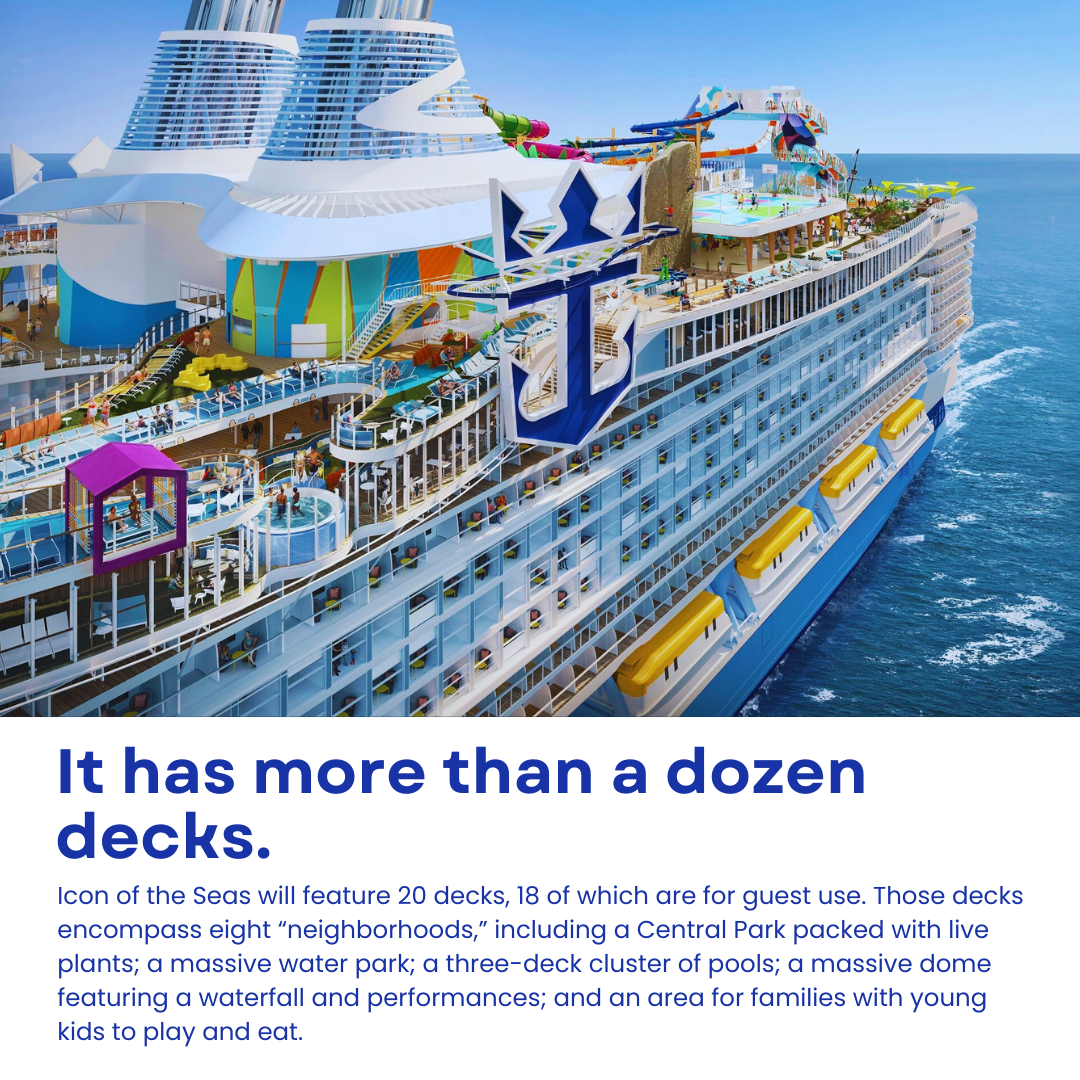 It has more than a dozen
decks.
Icon of the Seas will feature 20 decks, 18 of which are for guest use. Those decks
encompass eight “neighborhoods,” including a Central Park packed with live
plants; a massive water park; a three-deck cluster of pools; a massive dome
featuring a waterfall and performances; and an area for families with young
kids to play and eat.